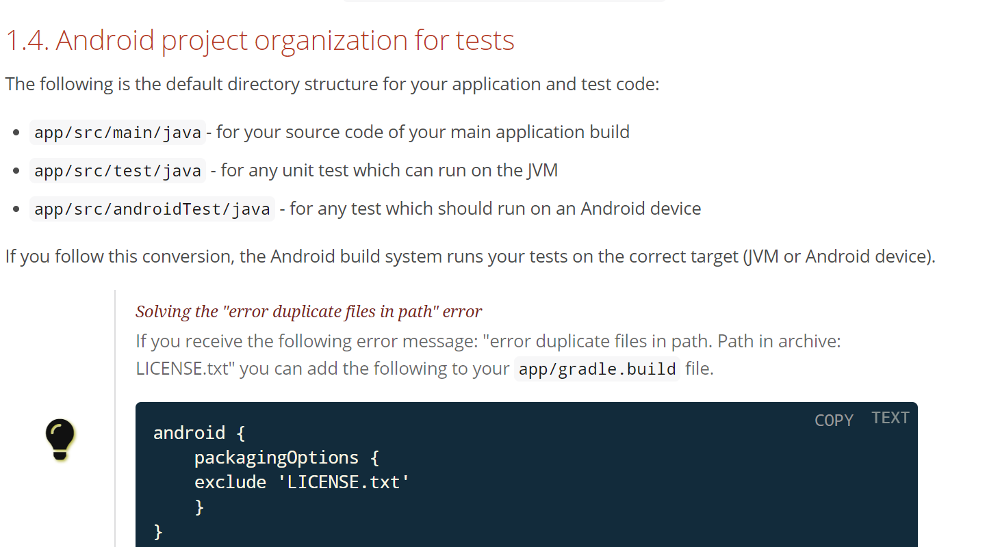 1.4. Android project organization for tests
The following is the default directory structure for your application and test code:
app/src/main/java - for your source code of your main application build
app/src/test/java - for any unit test which can run on the JVM
app/src/androidTest/java - for any test which should run on an Android device
If you follow this conversion, the Android build system runs your tests on the correct target (JVM or Android device).
Solving the "error duplicate files in path" error
If you receive the following error message: "error duplicate files in path. Path in archive:
LICENSE.txt" you can add the following to your app/gradle.build file.
COPY TEXT
android {
    packagingOptions {
    exclude 'LICENSE.txt'
    }
}